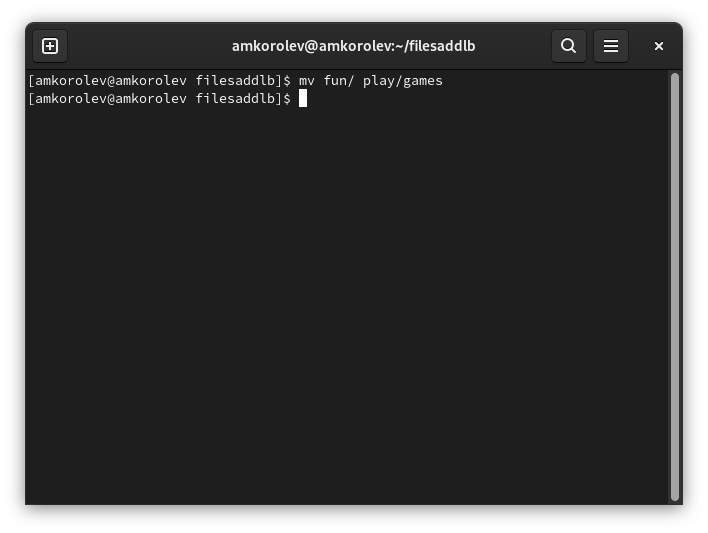 amkorolev@amkorolev:~/filesaddlb
[amkorolev@amkorolev filesaddlb]$ mv fun/ play/games
[amkorolev@amkorolev filesaddlb]$